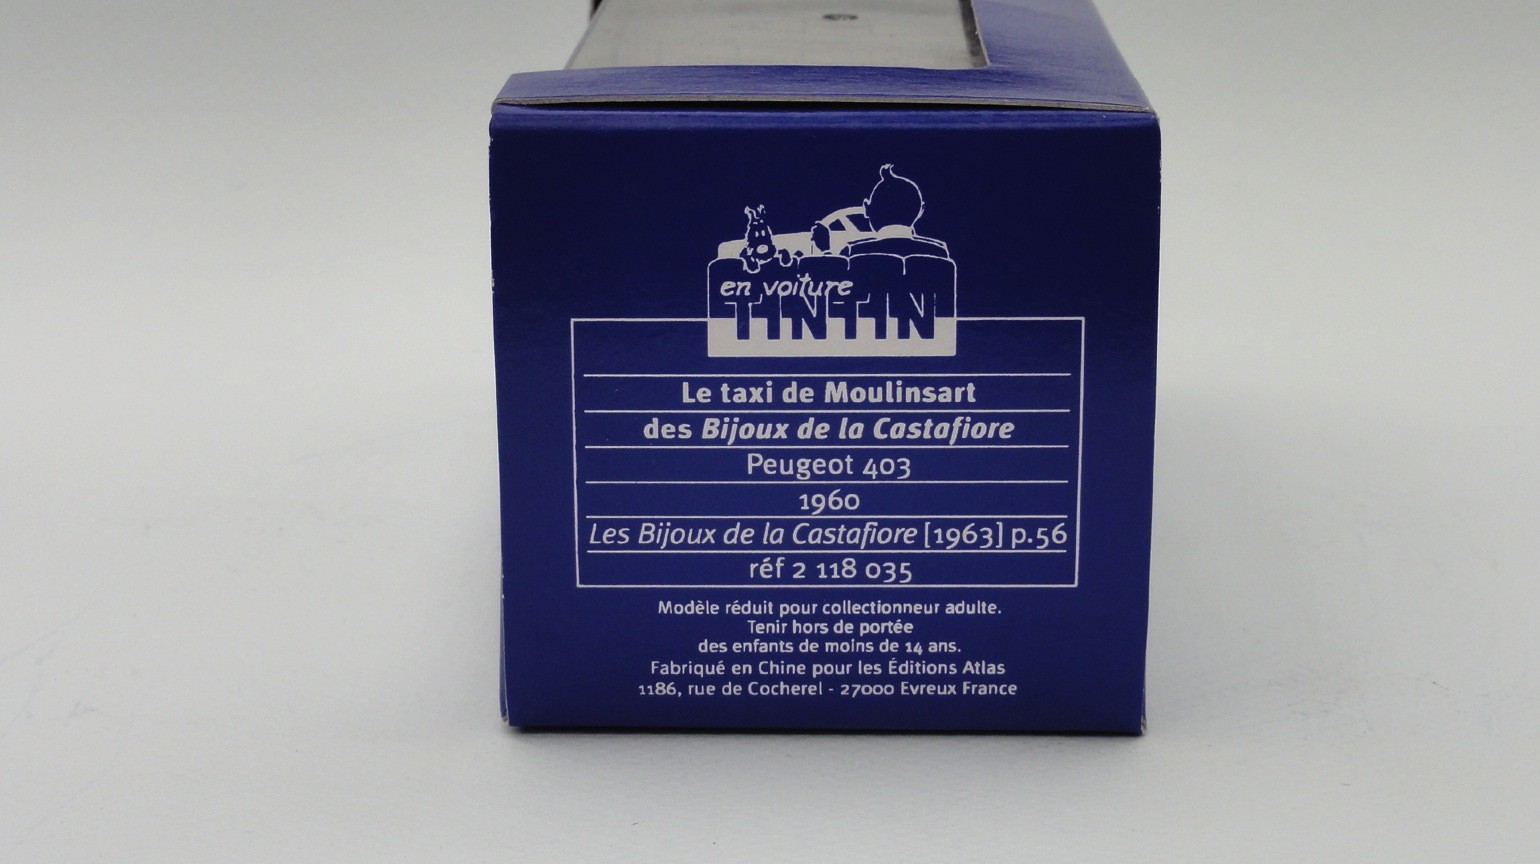 en voiture
TINTIN
Le taxi de Moulinsart
des Bijoux de la Castafiore
Peugeot 403
1960
Les Bijoux de la Castafiore [1963] p.56
réf 2 118 035
Modèle réduit pour collectionneur adulte.
Tenir hors de portée
des enfants de moins de 14 ans.
Fabriqué en Chine pour les Éditions Atlas
1186, rue de Cocherel - 27000 Evreux France